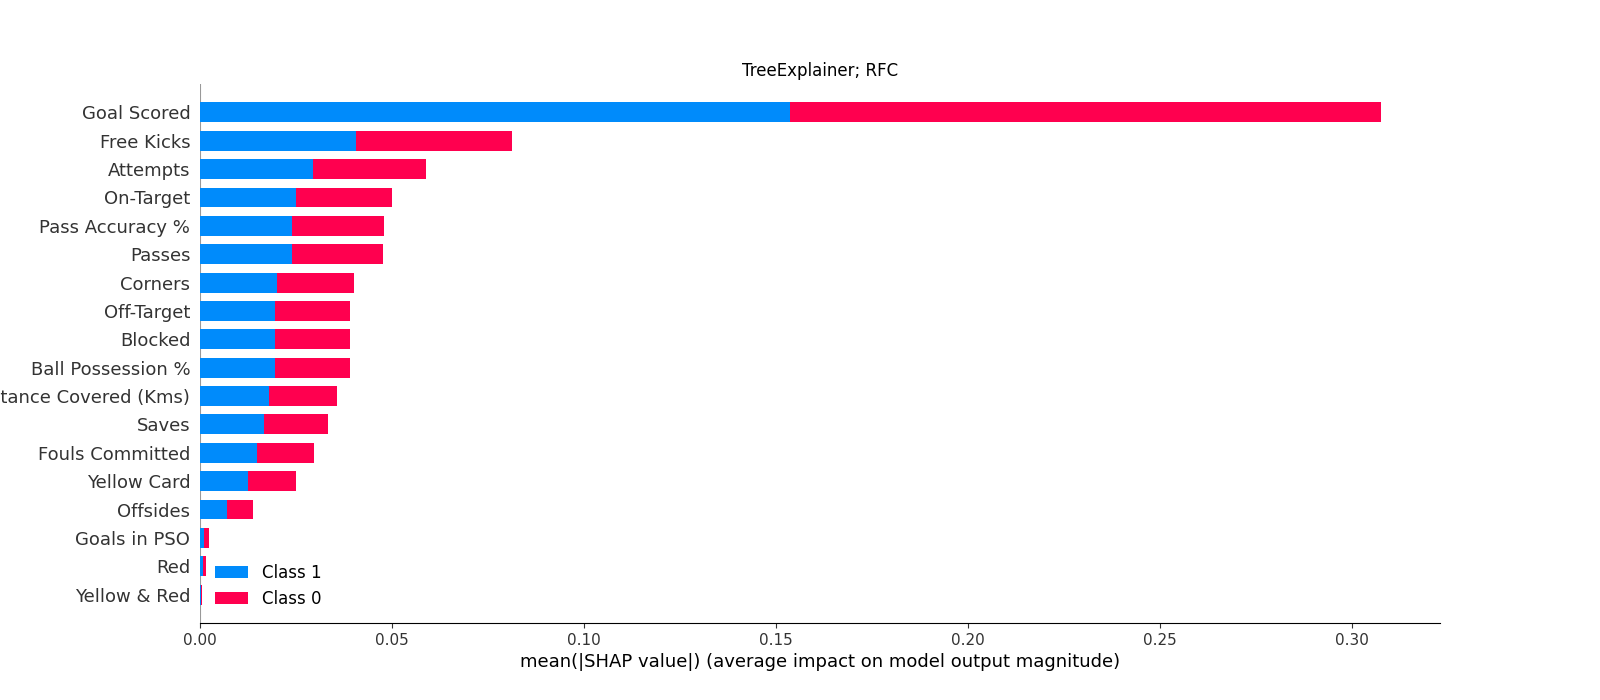 TreeExplainer; RFC
Goal Scored
Free Kicks
Attempts
On-Target
Pass Accuracy %
Passes
Corners
Off-Target
Blocked
Ball Possession %
tance Covered (Kms)
Saves
Fouls Committed
Yellow Card
Offsides
Goals in PSO
Red
Yellow & Red
Class 1
Class 0
0.00 0.05 0.10 0.15 0.20 0.25 0.30
mean(|SHAP value|) (average impact on model output magnitude)